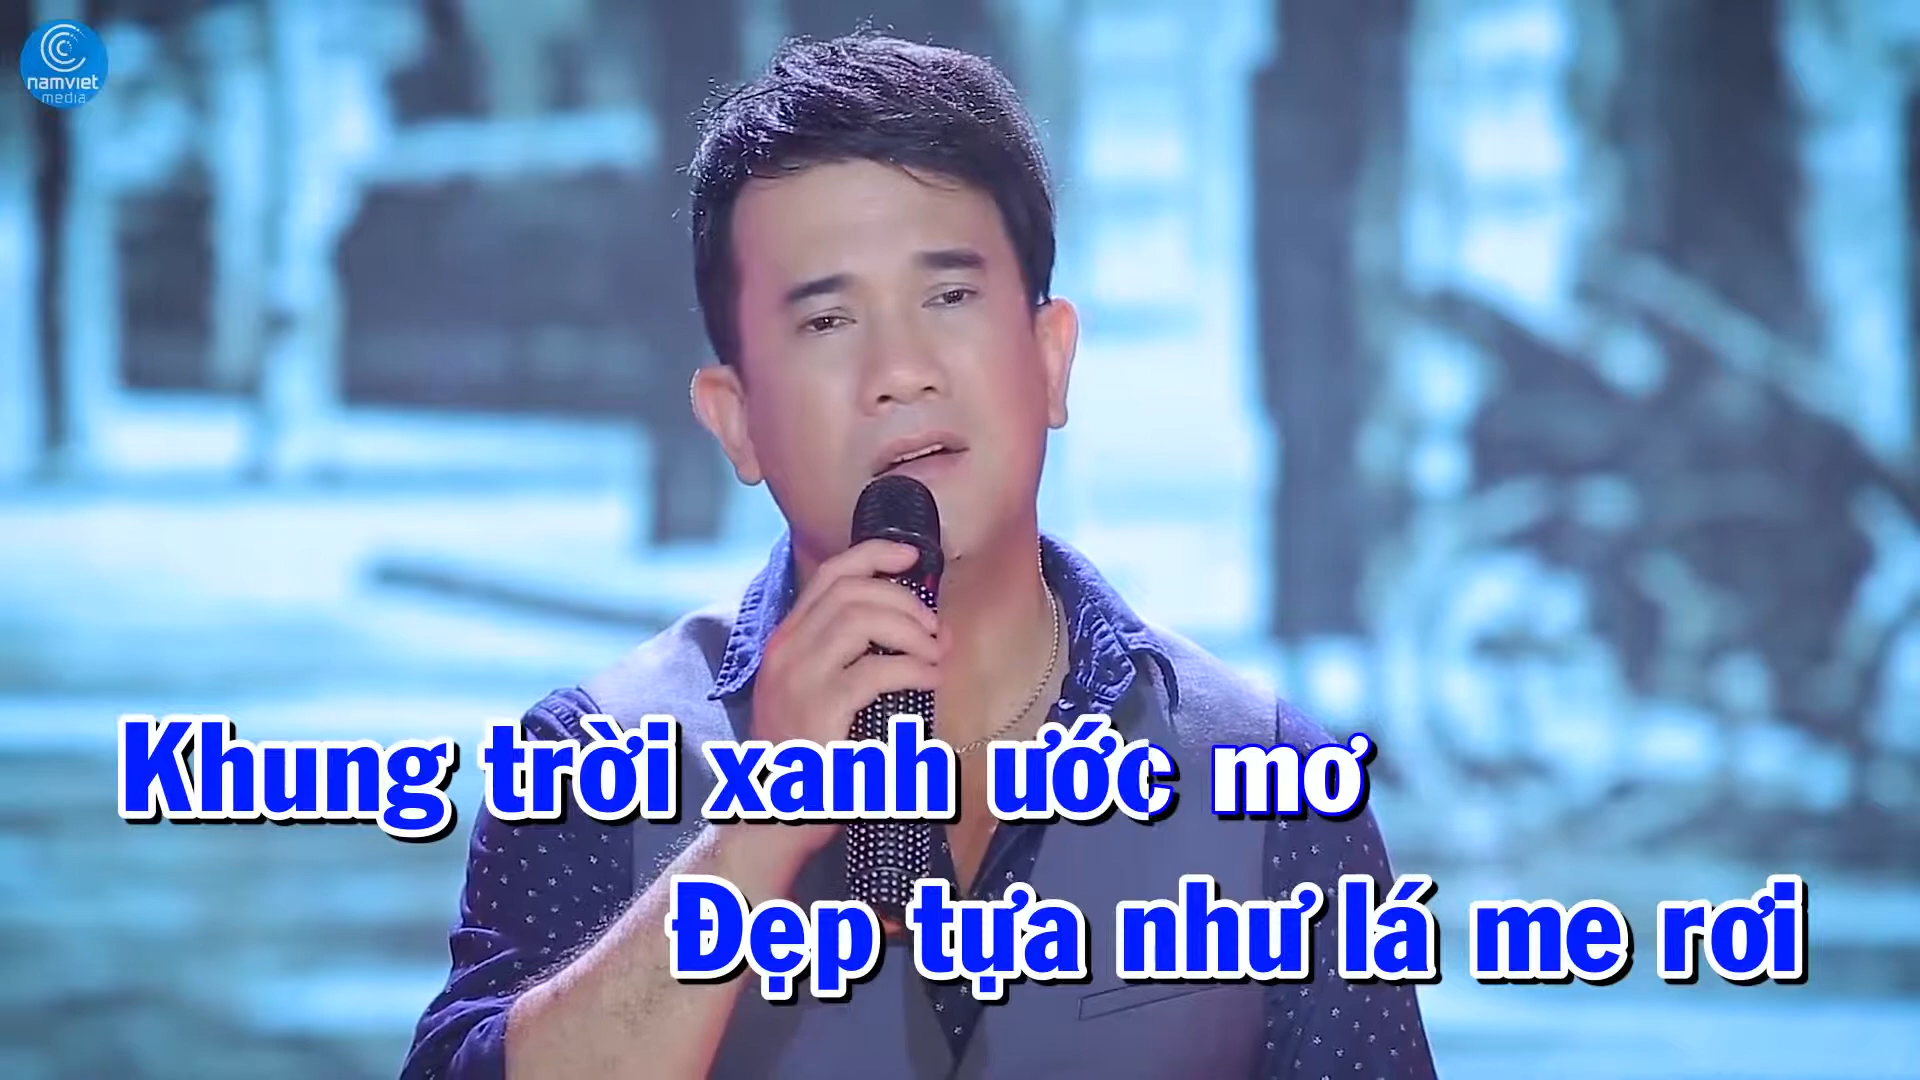 namviet
media
Khung trời xanh ước mơ
Đẹp tựa như lá me rơi